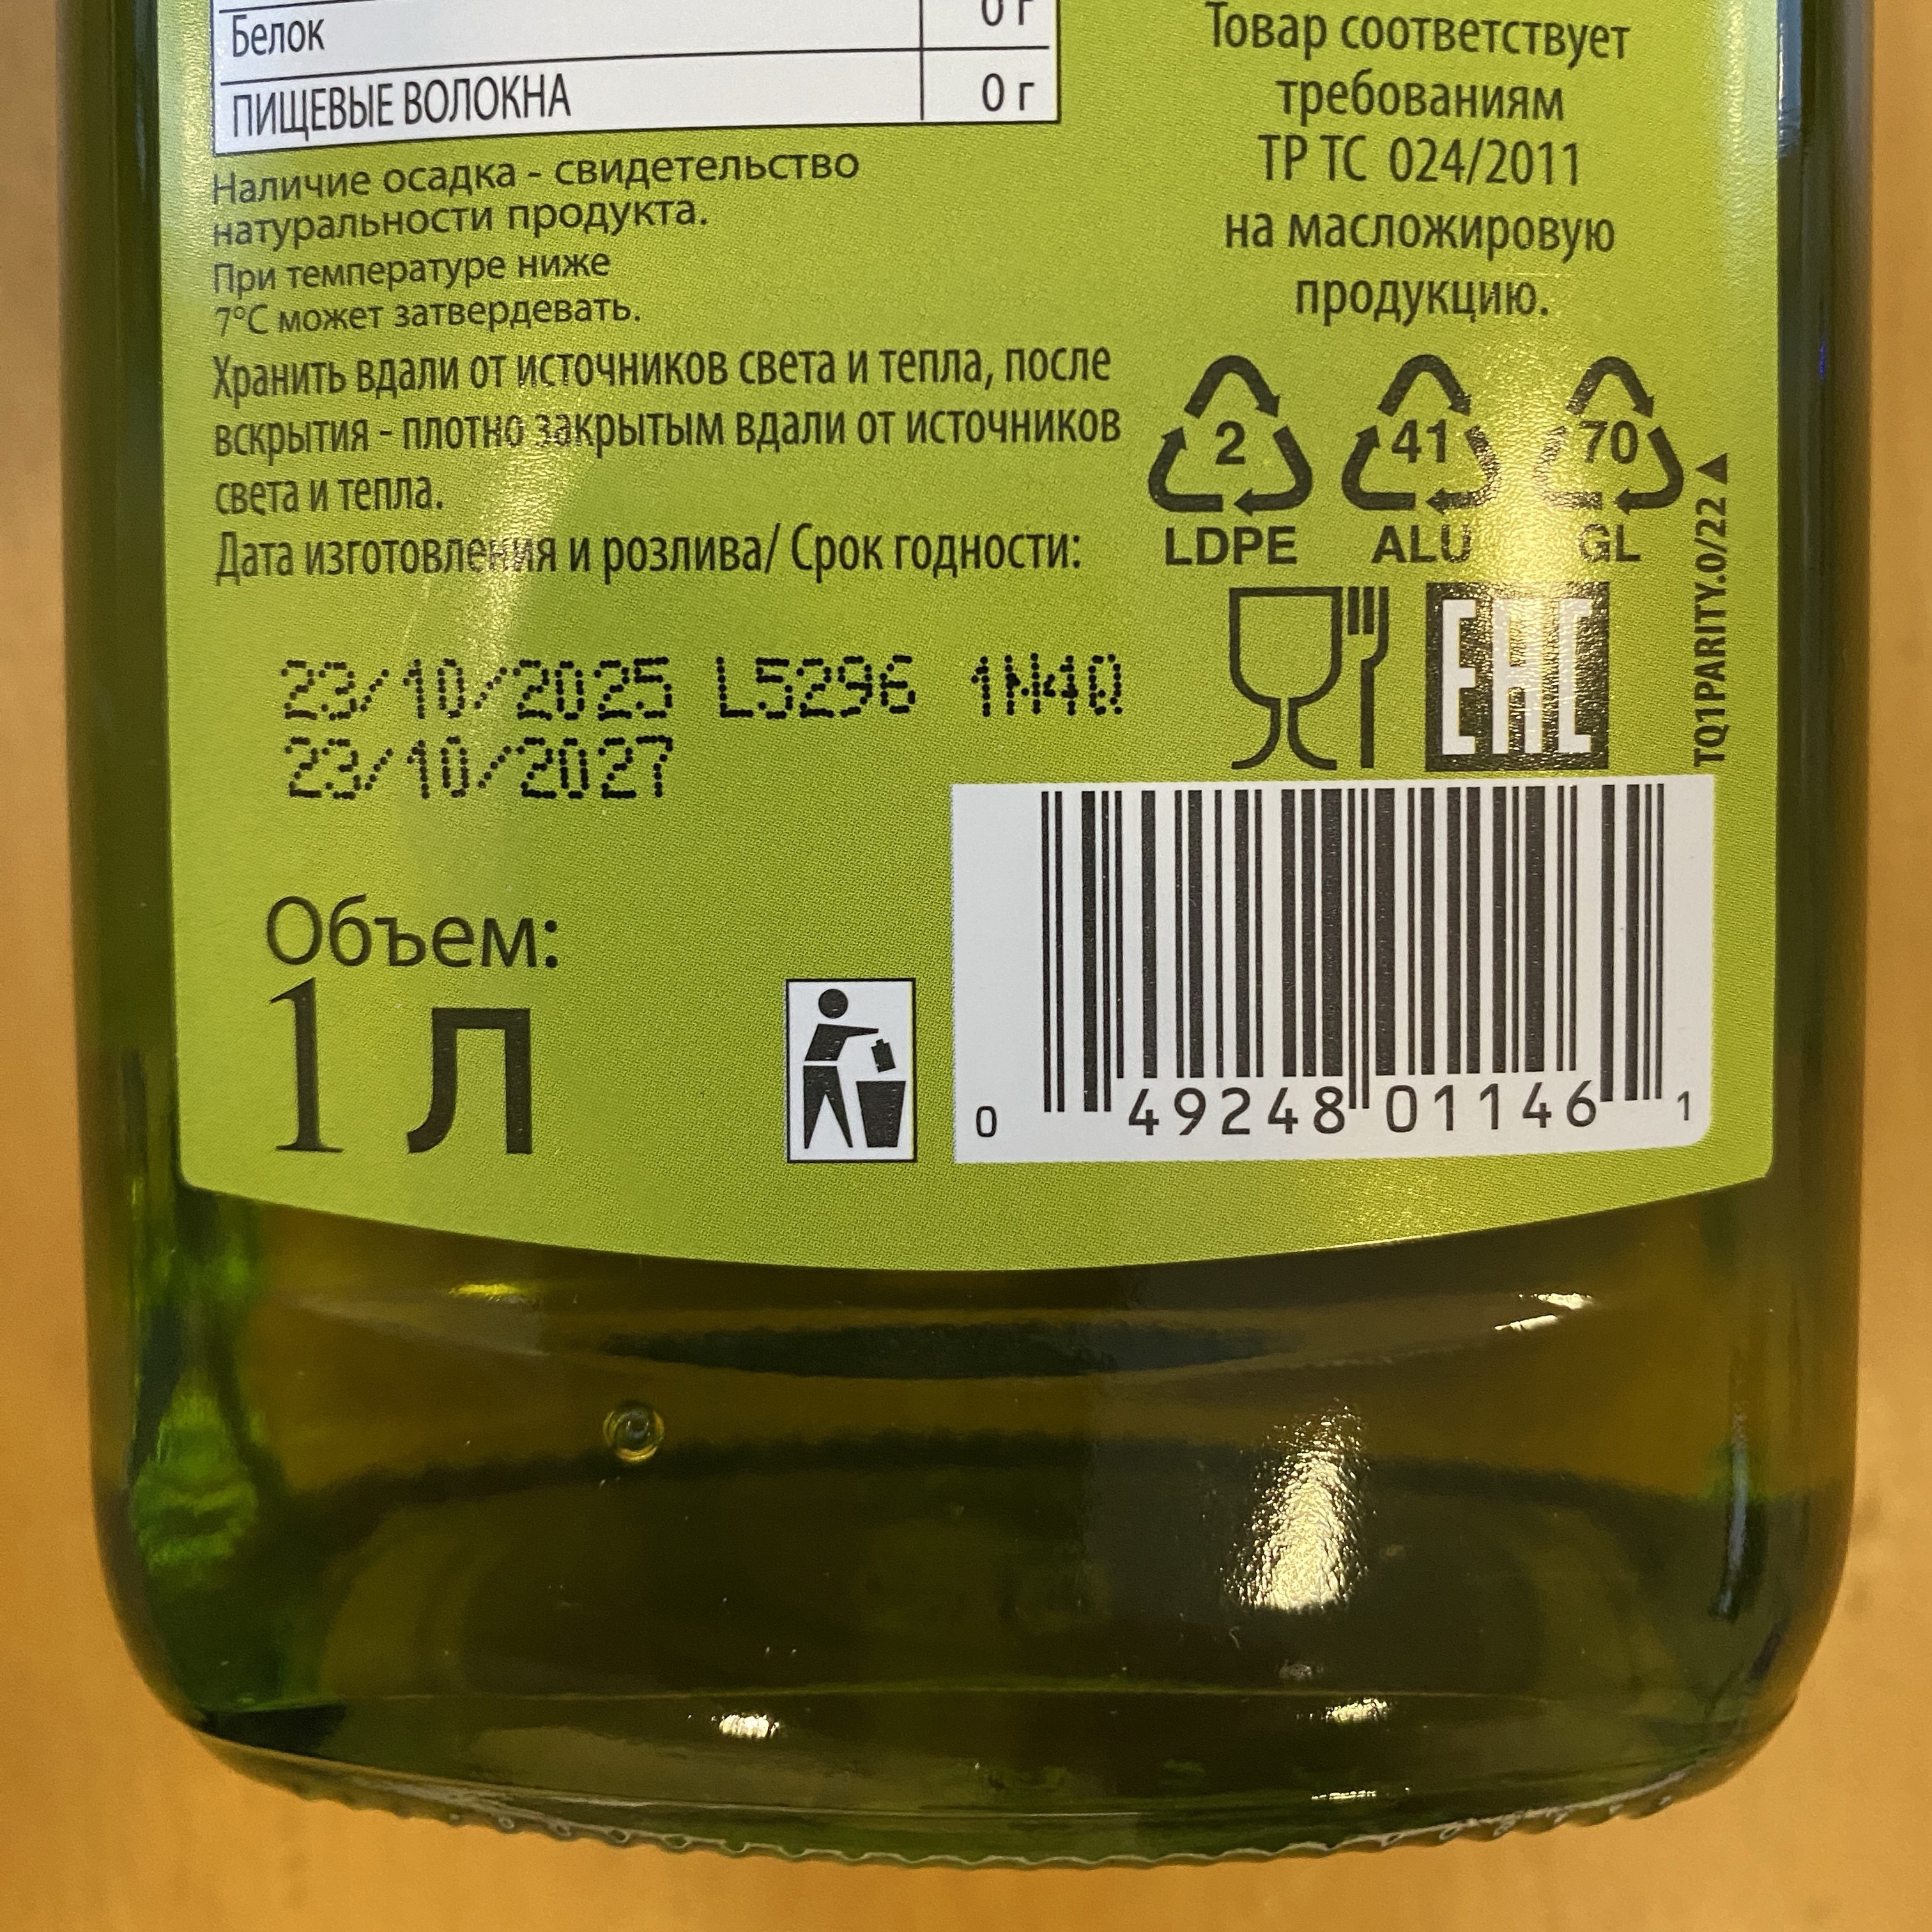 Белок 0 г
ПИЩЕВЫЕ ВОЛОКНА 0 г
Наличие осадка - свидетельство
натуральности продукта.
При температуре ниже
7°С может затвердевать.
Хранить вдали от источников света и тепла, после
вскрытия - плотно закрытым вдали от источников
света и тепла.
Дата изготовления и розлива/ Срок годности:
23/10/2025 L5296 1N40
23/10/2027
Объем:
1 Л
Товар соответствует
требованиям
ТР ТС 024/2011
на масложировую
продукцию.
2 41 70
LDPE ALU GL
TQ1PARITY.0/22▲
EAC
0 49248 01146 1